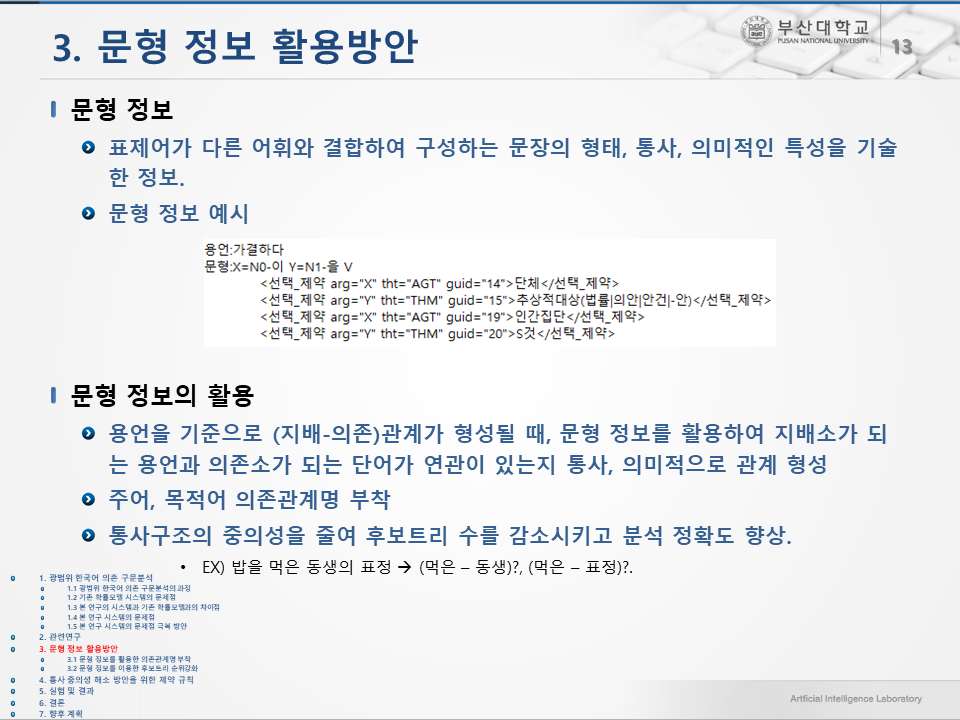 3. 문형 정보 활용방안
부산대학교
PUSAN NATIONAL UNIVERSITY
13
문형 정보
표제어가 다른 어휘와 결합하여 구성하는 문장의 형태, 통사, 의미적인 특성을 기술
한 정보.
문형 정보 예시
용언:가결하다
문형:X=N0-이 Y=N1-을 V
<선택_제약 arg="X" tht="AGT" guid="14">단체</선택_제약>
<선택_제약 arg="Y" tht="THM" guid="15">추상적대상(법률|의안|안건|-안)</선택_제약>
<선택_제약 arg="X" tht="AGT" guid="19">인간집단</선택_제약>
<선택_제약 arg="Y" tht="THM" guid="20">S것</선택_제약>
문형 정보의 활용
용언을 기준으로 (지배-의존)관계가 형성될 때, 문형 정보를 활용하여 지배소가 되
는 용언과 의존소가 되는 단어가 연관이 있는지 통사, 의미적으로 관계 형성
주어, 목적어 의존관계명 부착
통사구조의 중의성을 줄여 후보트리 수를 감소시키고 분석 정확도 향상.
• EX) 밥을 먹은 동생의 표정 → (먹은 – 동생)?, (먹은 – 표정)?.
1. 광범위 한국어 의존 구문분석
1.1 광범위 한국어 의존 구문분석의 과정
1.2 기존 확률모델 시스템의 문제점
1.3 본 연구의 시스템과 기존 확률모델과의 차이점
1.4 본 연구 시스템의 문제점
1.5 본 연구 시스템의 문제점 극복 방안
2. 관련연구
3. 문형 정보 활용방안
3.1 문형 정보를 활용한 의존관계명 부착
3.2 문형 정보를 이용한 후보트리 순위강화
4. 통사 중의성 해소 방안을 위한 제약 규칙
5. 실험 및 결과
6. 결론
7. 향후 계획
Artficial Intelligence Laboratory